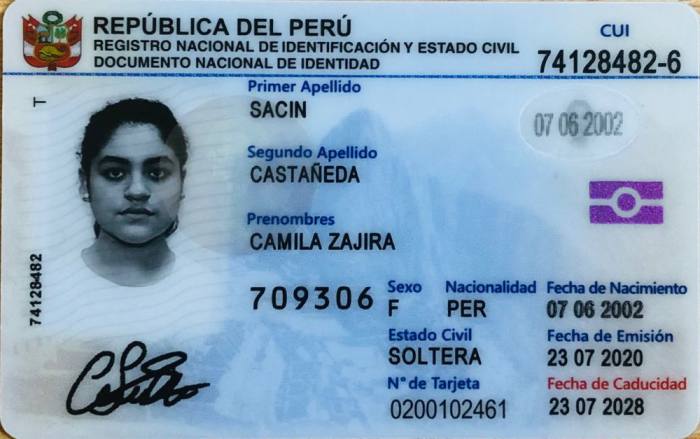 REPÚBLICA DEL PERÚ
REGISTRO NACIONAL DE IDENTIFICACIÓN Y ESTADO CIVIL
DOCUMENTO NACIONAL DE IDENTIDAD
CUI
74128482-6
T
Primer Apellido
SACIN
07 06 2002
Segundo Apellido
CASTAÑEDA
Prenombres
CAMILA ZAJIRA
74128482
709306
Sexo Nacionalidad Fecha de Nacimiento
F PER 07 06 2002
Estado Civil Fecha de Emisión
SOLTERA 23 07 2020
N° de Tarjeta Fecha de Caducidad
0200102461 23 07 2028